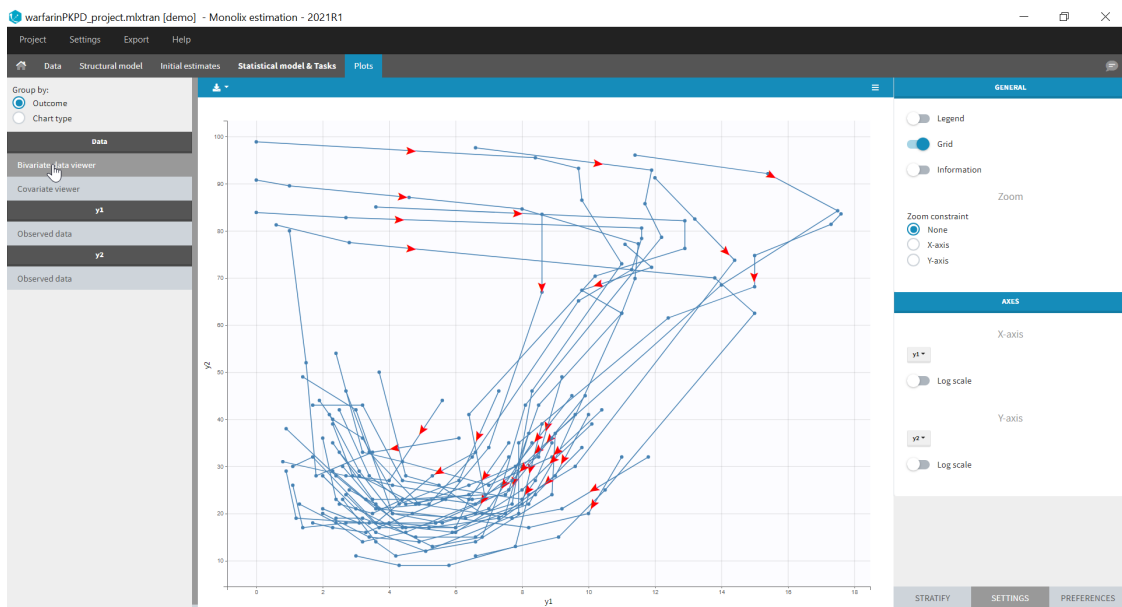 warfarinPKPD_project.mlxtran [demo] - Monolix estimation - 2021R1
Project Settings Export Help
Data Structural model Initial estimates Statistical model & Tasks Plots
Group by:
Outcome
Chart type
Data
Bivariate data viewer
Covariate viewer
y1
Observed data
y2
Observed data
100
90
80
70
60
50
40
30
20
10
y2
0 2 4 6 8 10 12 14 16 18
y1
GENERAL
Legend
Grid
Information
Zoom
Zoom constraint
None
X-axis
Y-axis
AXES
X-axis
y1
Log scale
Y-axis
y2
Log scale
STRATIFY SETTINGS PREFERENCES